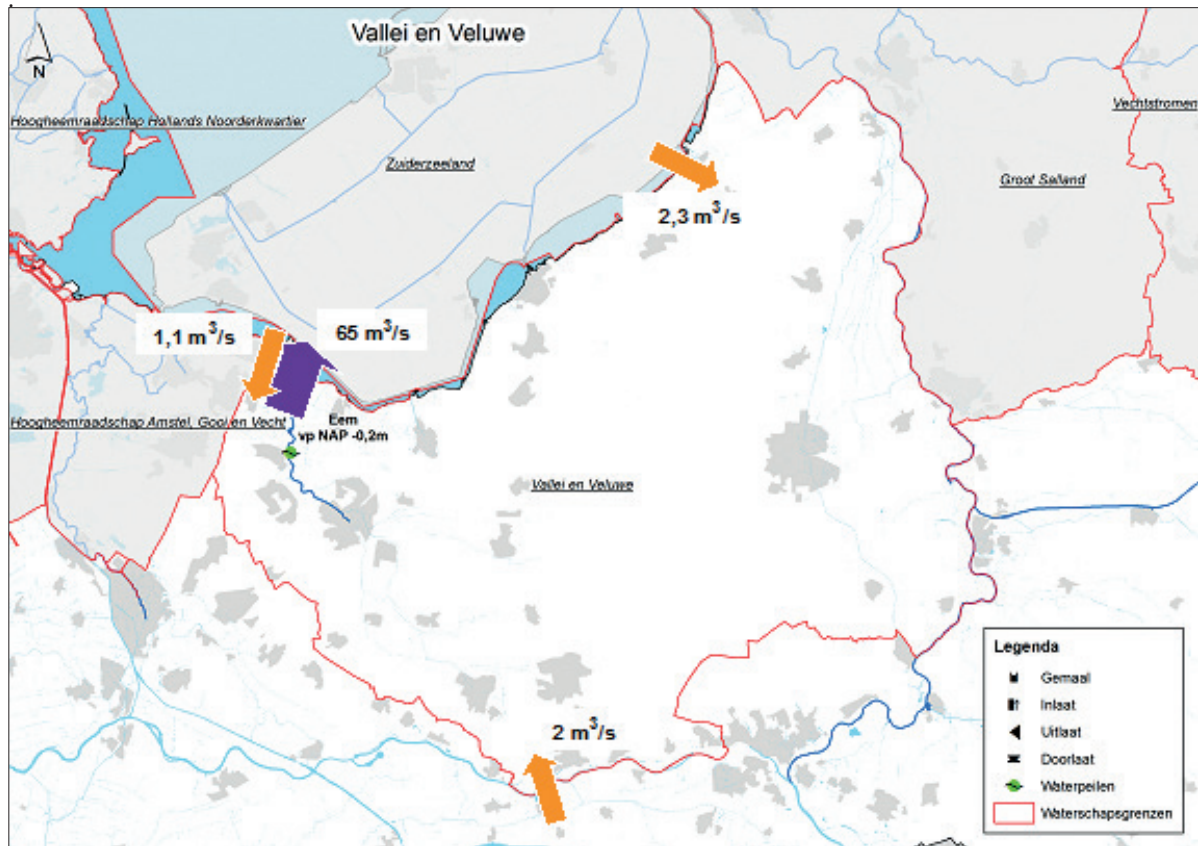 Vallei en Veluwe
N
Hoogheemraadschap Hollands Noorderkwartier
Vechtstromen
Zuiderzeeland
Groot Salland
2,3 m³/s
1,1 m³/s
65 m³/s
Hoogheemraadschap Amstel, Gooi en Vecht
Eem
vp NAP -0,2m
Vallei en Veluwe
2 m³/s
Legenda
Gemaal
Inlaat
Uitlaat
Doorlaat
Waterpeilen
Waterschapsgrenzen